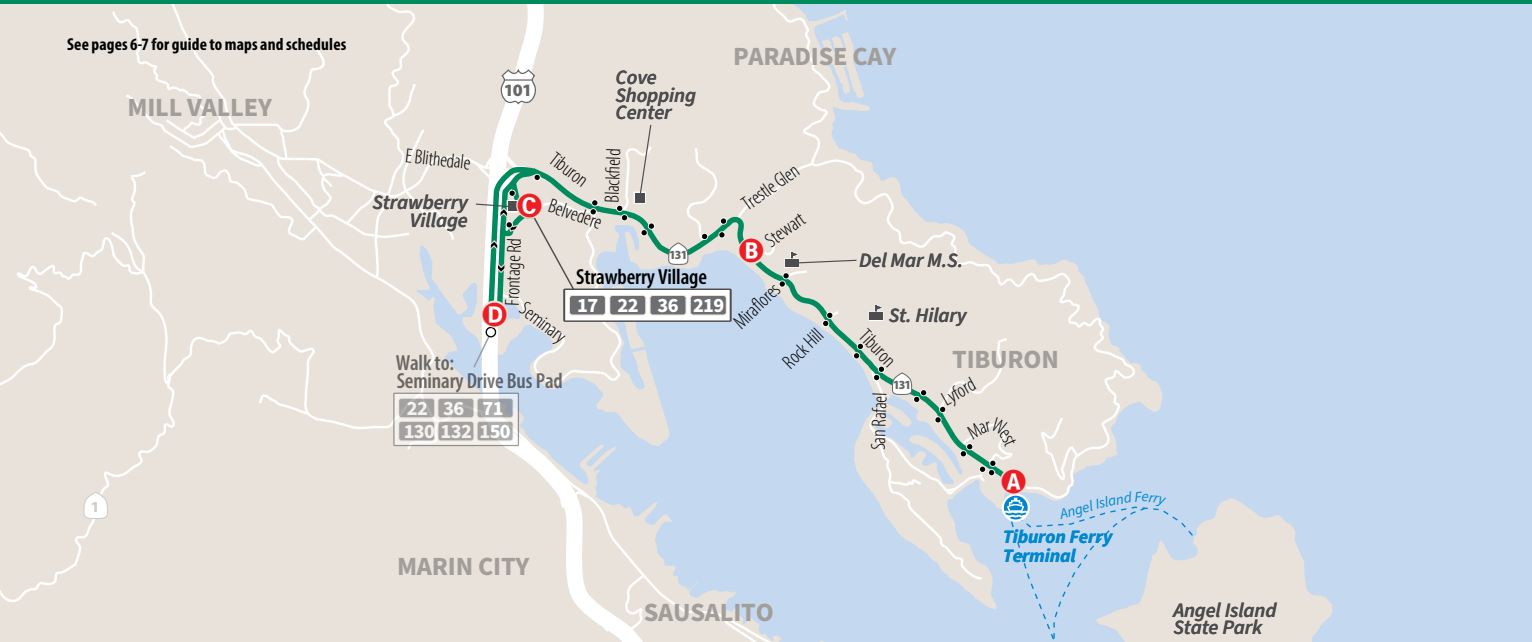 See pages 6-7 for guide to maps and schedules
PARADISE CAY
MILL VALLEY
101
Cove
Shopping
Center
E Blithedale
Tiburon
Blackfield
Trestle Glen
Strawberry
Village
C
Belvedere
Stewart
B
131
Del Mar M.S.
Frontage Rd
Strawberry Village
17 22 36 219
Miraflores
D
Seminary
St. Hilary
Rock Hill
Tiburon
TIBURON
Walk to:
Seminary Drive Bus Pad
22 36 71
130 132 150
131
Lyford
San Rafael
Mar West
A
1
Angel Island Ferry
Tiburon Ferry
Terminal
MARIN CITY
SAUSALITO
Angel Island
State Park